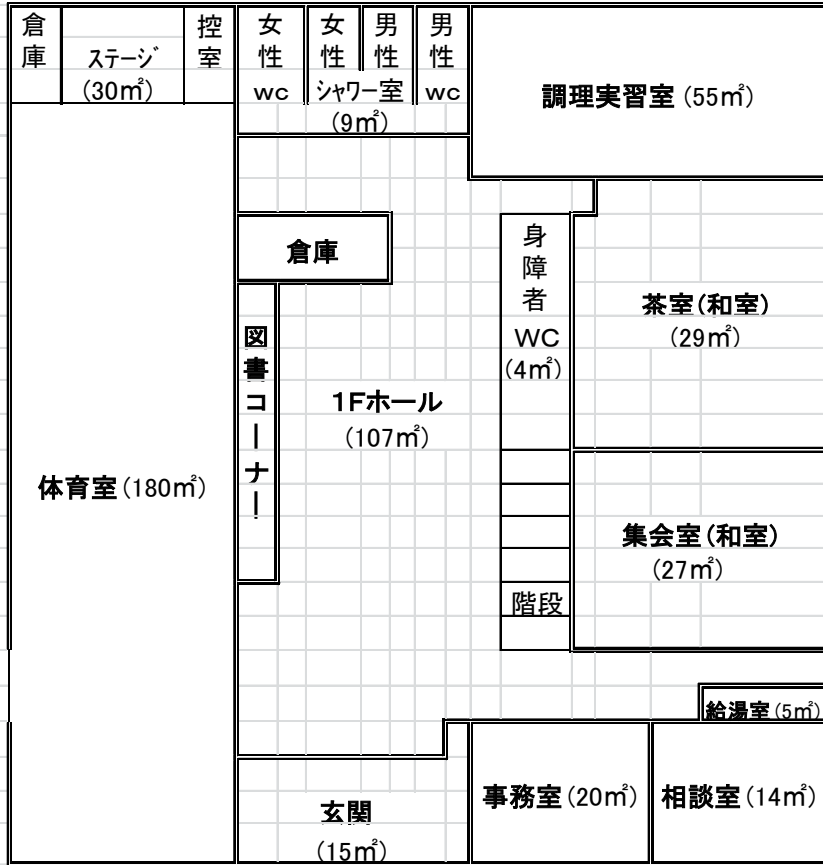 倉庫
ステージ
(30㎡)
控室
女性
wc
女性
男性
シャワー室
(9㎡)
男性
wc
調理実習室(55㎡)
倉庫
身障者
WC
(4㎡)
茶室(和室)
(29㎡)
図書コーナー
1Fホール
(107㎡)
体育室(180㎡)
集会室(和室)
(27㎡)
階段
給湯室(5㎡)
玄関
(15㎡)
事務室(20㎡)
相談室(14㎡)